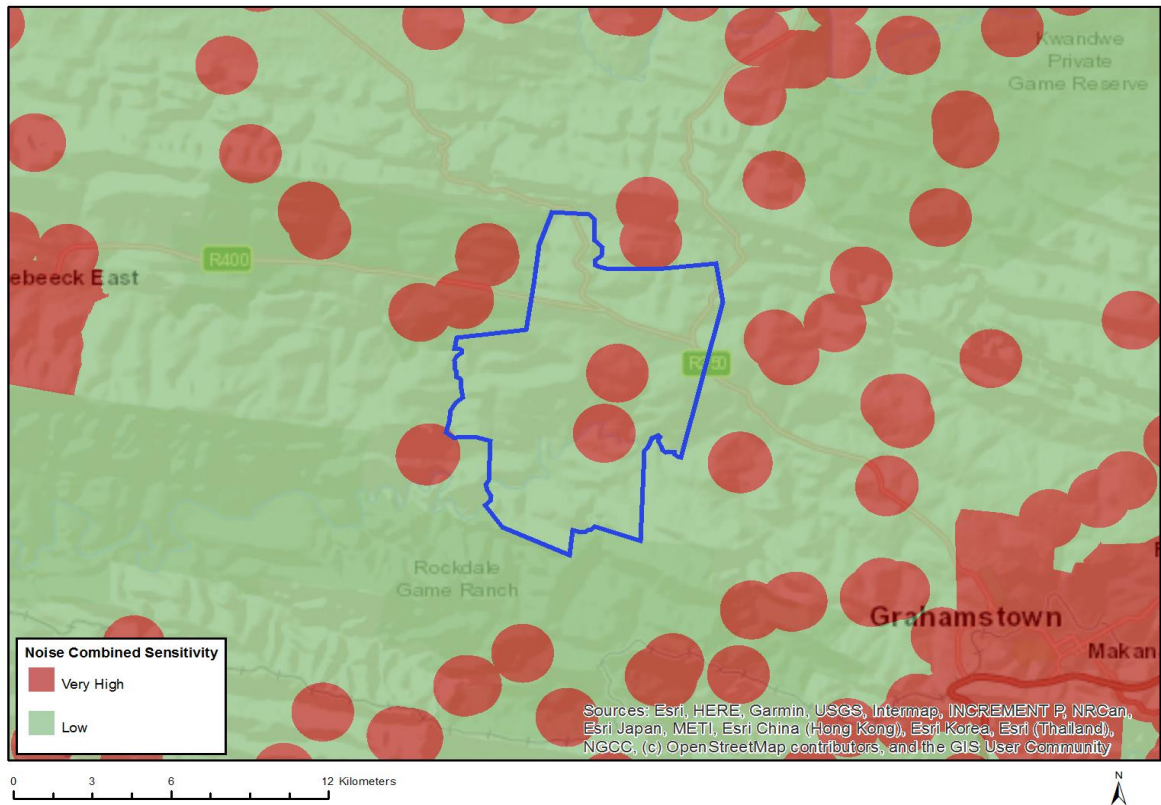 Kwandwe
Private
Game Reserve
R400
ebeeck East
R350
Rockdale
Game Ranch
Grahamstown
Makan
Noise Combined Sensitivity
Very High
Low
Sources: Esri, HERE, Garmin, USGS, Intermap, INCREMENT P, NRCan,
Esri Japan, METI, Esri China (Hong Kong), Esri Korea, Esri (Thailand),
NGCC, (c) OpenStreetMap contributors, and the GIS User Community
0 3 6 12 Kilometers
N